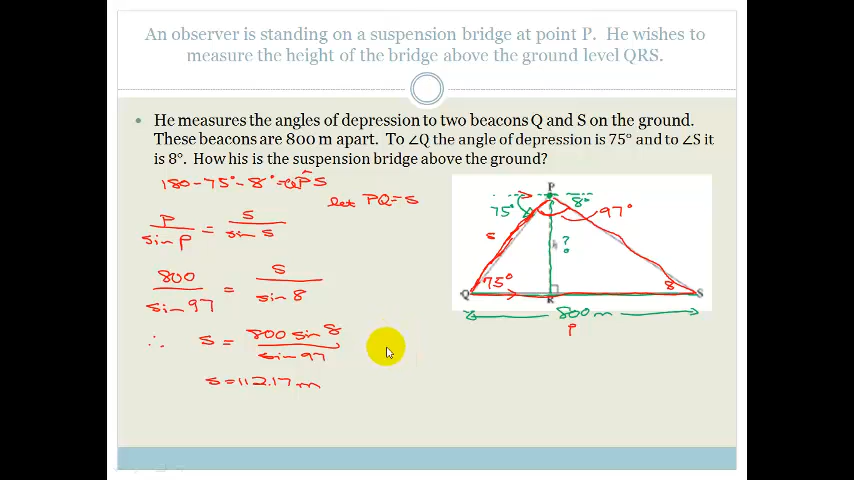 An observer is standing on a suspension bridge at point P. He wishes to
measure the height of the bridge above the ground level QRS.
• He measures the angles of depression to two beacons Q and S on the ground.
These beacons are 800 m apart. To ∠Q the angle of depression is 75° and to ∠S it
is 8°. How his is the suspension bridge above the ground?
180-75°-8°=QP̂S
let PQ=s
p/sin P = s/sin S
800/sin 97 = s/sin 8
∴ s = 800 sin 8/sin 97
s=112.17m
P
75° 8° 97°
s h ?
75° 8
Q R S
800 m
P